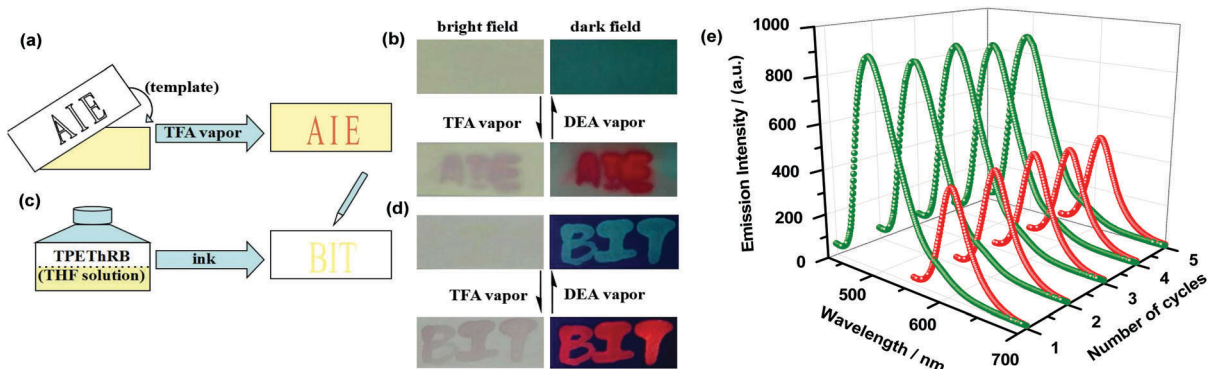 (a)
(template)
AIE
TFA vapor
AIE
(c)
TPEThRB
(THF solution)
ink
BIT
(b)
bright field
dark field
TFA vapor
DEA vapor
AIE
AIE
(d)
BIT
TFA vapor
DEA vapor
BIT
BIT
(e)
Emission Intensity / (a.u.)
1000
800
600
400
200
0
500
600
700
Wavelength / nm
1
2
3
4
5
Number of cycles